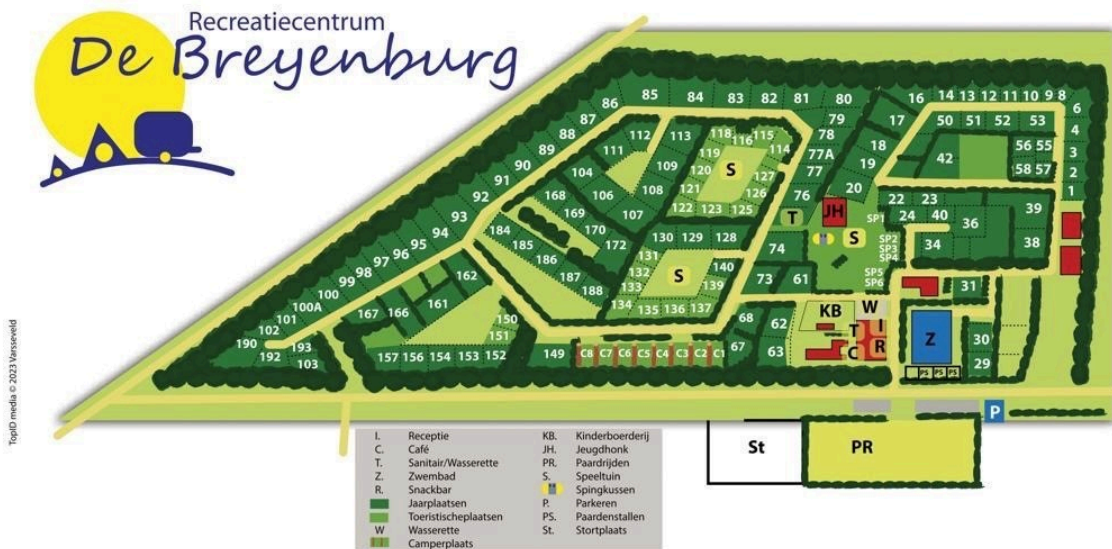 Recreatiecentrum
De Breyenburg
TopID media © 2023 Varsseveld
86 85 84 83 82 81 80
16 14 13 12 11 10 9 8
88 87 112 113 118 115 79 17 50 51 52 53 6
89 111 116 114 78 4
90 104 109 119 77A 18 42 56 55 3
91 168 106 108 120 S 127 77 19 58 57 2
92 169 107 121 126 76 20 22 23 1
93 170 122 123 125 T JH SP1 24 40 36 39
94 184 172 130 129 128 S SP2 34 38
95 185 131 74 SP3
96 186 132 S 140 SP4
97 187 133 139 73 61 SP5
98 162 188 134 135 136 137 SP6 31
99 161
100 166 167
100A 150 68 62 KB W
101 151 T I
102 193 Z 30
190 192 103 157 156 154 153 152 149 C8 C7 C6 C5 C4 C3 C2 C1 67 63 C R 29
PS PS PS
P
St PR
I. Receptie
C. Café
T. Sanitair/Wasserette
Z. Zwembad
R. Snackbar
Jaarplaatsen
Toeristischeplaatsen
W Wasserette
Camperplaats
KB. Kinderboerderij
JH. Jeugdhonk
PR. Paardrijden
S. Speeltuin
Spingkussen
P. Parkeren
PS. Paardenstallen
St. Stortplaats